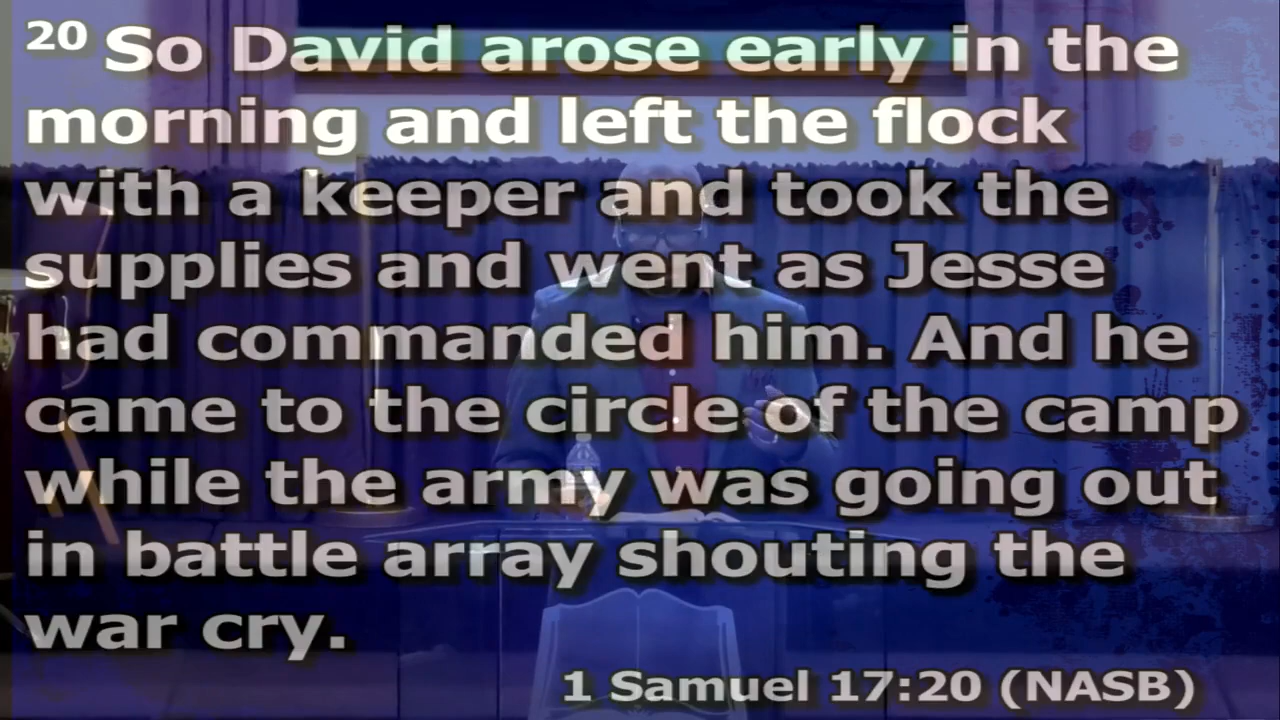 20 So David arose early in the
morning and left the flock
with a keeper and took the
supplies and went as Jesse
had commanded him. And he
came to the circle of the camp
while the army was going out
in battle array shouting the
war cry.
1 Samuel 17:20 (NASB)